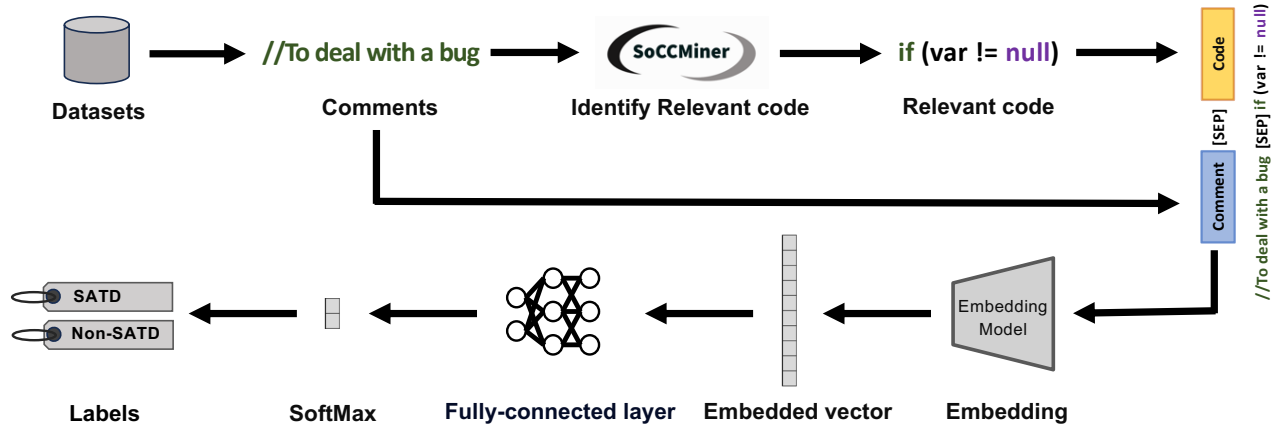 //To deal with a bug
SoCCMiner
if (var != null)
Datasets
Comments
Identify Relevant code
Relevant code
Code
[SEP]
Comment
//To deal with a bug [SEP] if (var != null)
SATD
Non-SATD
Embedding
Model
Labels
SoftMax
Fully-connected layer
Embedded vector
Embedding